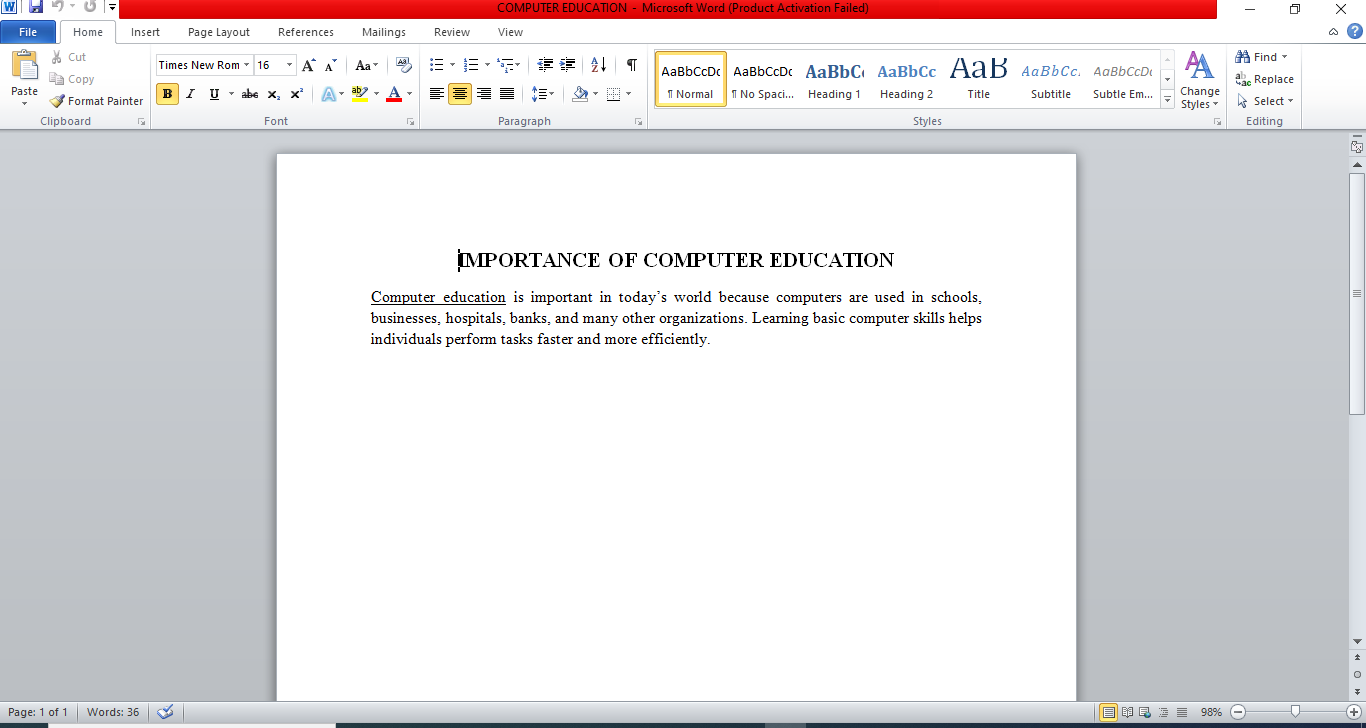 COMPUTER EDUCATION - Microsoft Word (Product Activation Failed)
File Home Insert Page Layout References Mailings Review View
Paste
Cut
Copy
Format Painter
Clipboard
Times New Rom 16
Font
Paragraph
AaBbCcDc AaBbCcDc AaBbCc AaBbCc AaB AaBbCc. AaBbCcDc
¶ Normal ¶ No Spaci... Heading 1 Heading 2 Title Subtitle Subtle Em...
Styles
Change
Styles
Find
Replace
Select
Editing
IMPORTANCE OF COMPUTER EDUCATION
Computer education is important in today’s world because computers are used in schools,
businesses, hospitals, banks, and many other organizations. Learning basic computer skills helps
individuals perform tasks faster and more efficiently.
Page: 1 of 1 Words: 36 98%